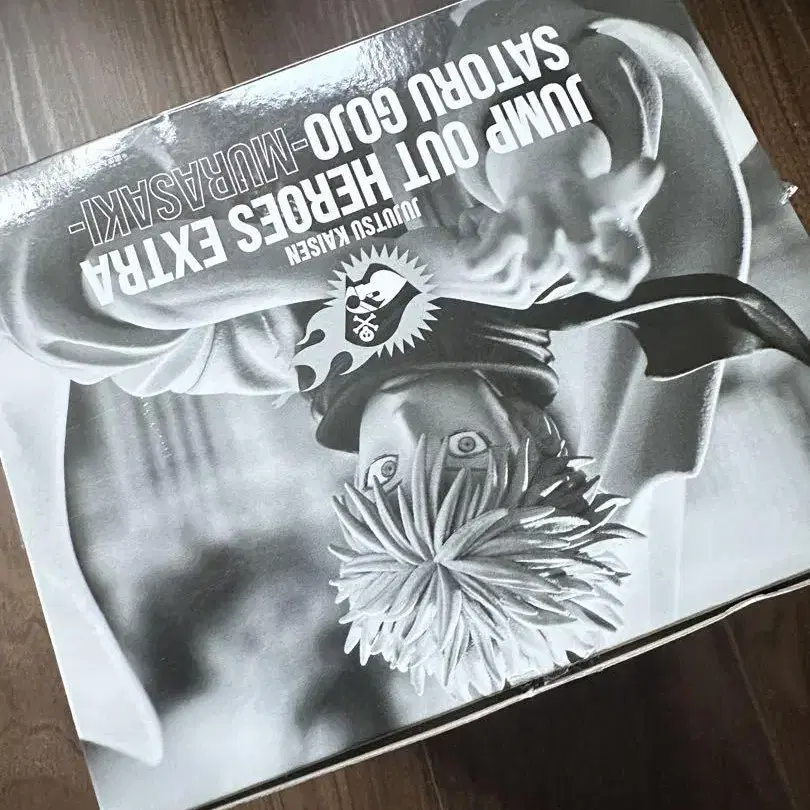 JUJUTSU KAISEN
JUMP OUT HEROES EXTRA
SATORU GOJO -MURASAKI-